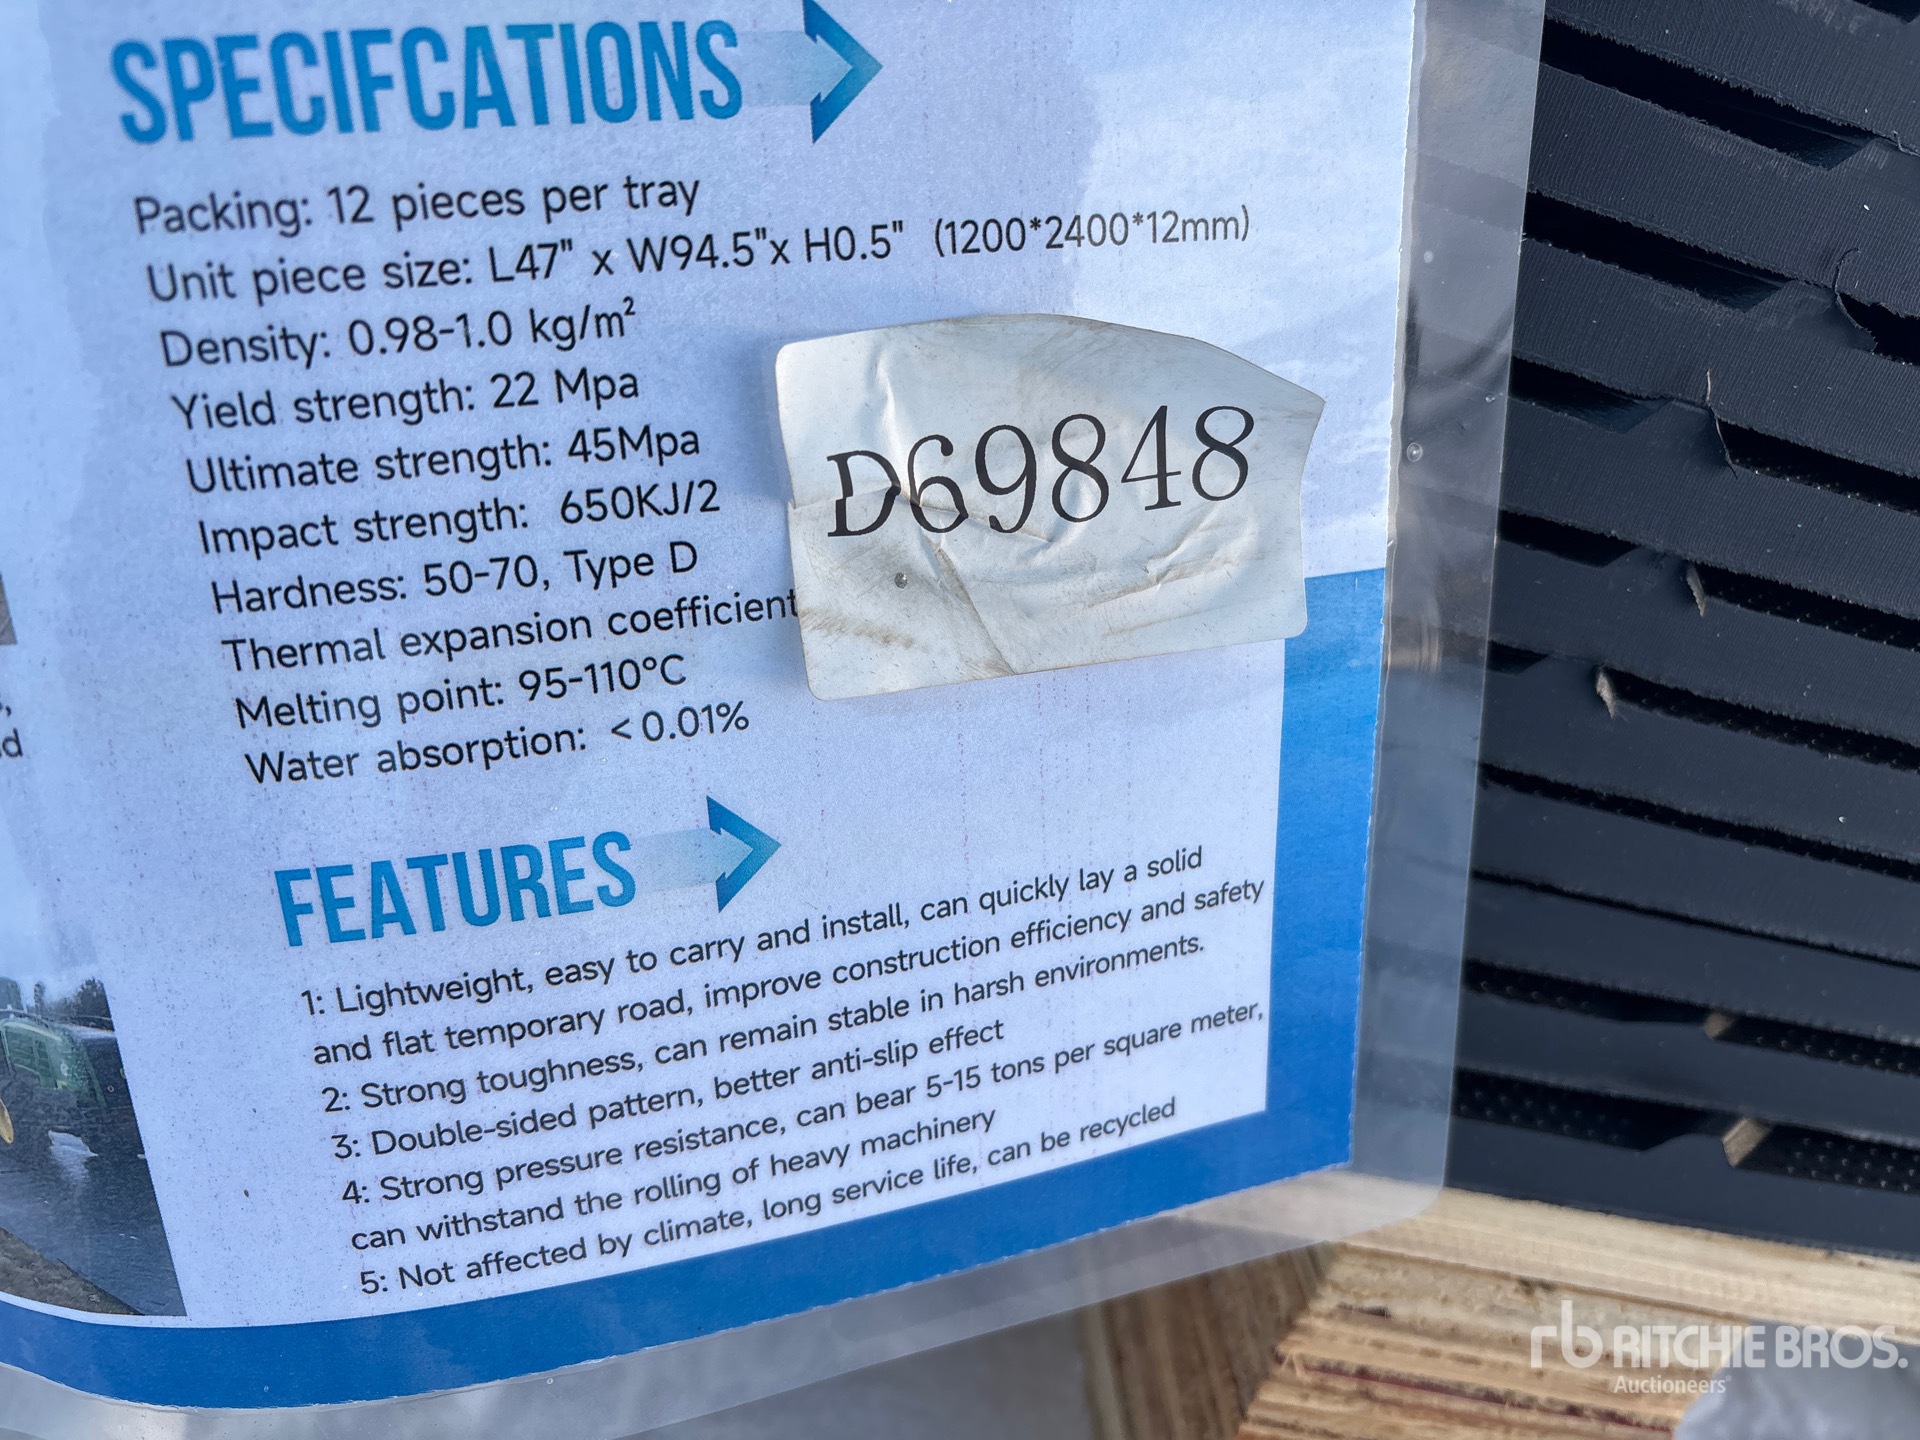 SPECIFCATIONS
Packing: 12 pieces per tray
Unit piece size: L47" x W94.5"x H0.5" (1200*2400*12mm)
Density: 0.98-1.0 kg/m²
Yield strength: 22 Mpa
Ultimate strength: 45Mpa
Impact strength: 650KJ/2
Hardness: 50-70, Type D
Thermal expansion coefficient
Melting point: 95-110°C
Water absorption: <0.01%
D69848
FEATURES
1: Lightweight, easy to carry and install, can quickly lay a solid
and flat temporary road, improve construction efficiency and safety
2: Strong toughness, can remain stable in harsh environments.
3: Double-sided pattern, better anti-slip effect
4: Strong pressure resistance, can bear 5-15 tons per square meter,
can withstand the rolling of heavy machinery
5: Not affected by climate, long service life, can be recycled
rb RITCHIE BROS.
Auctioneers